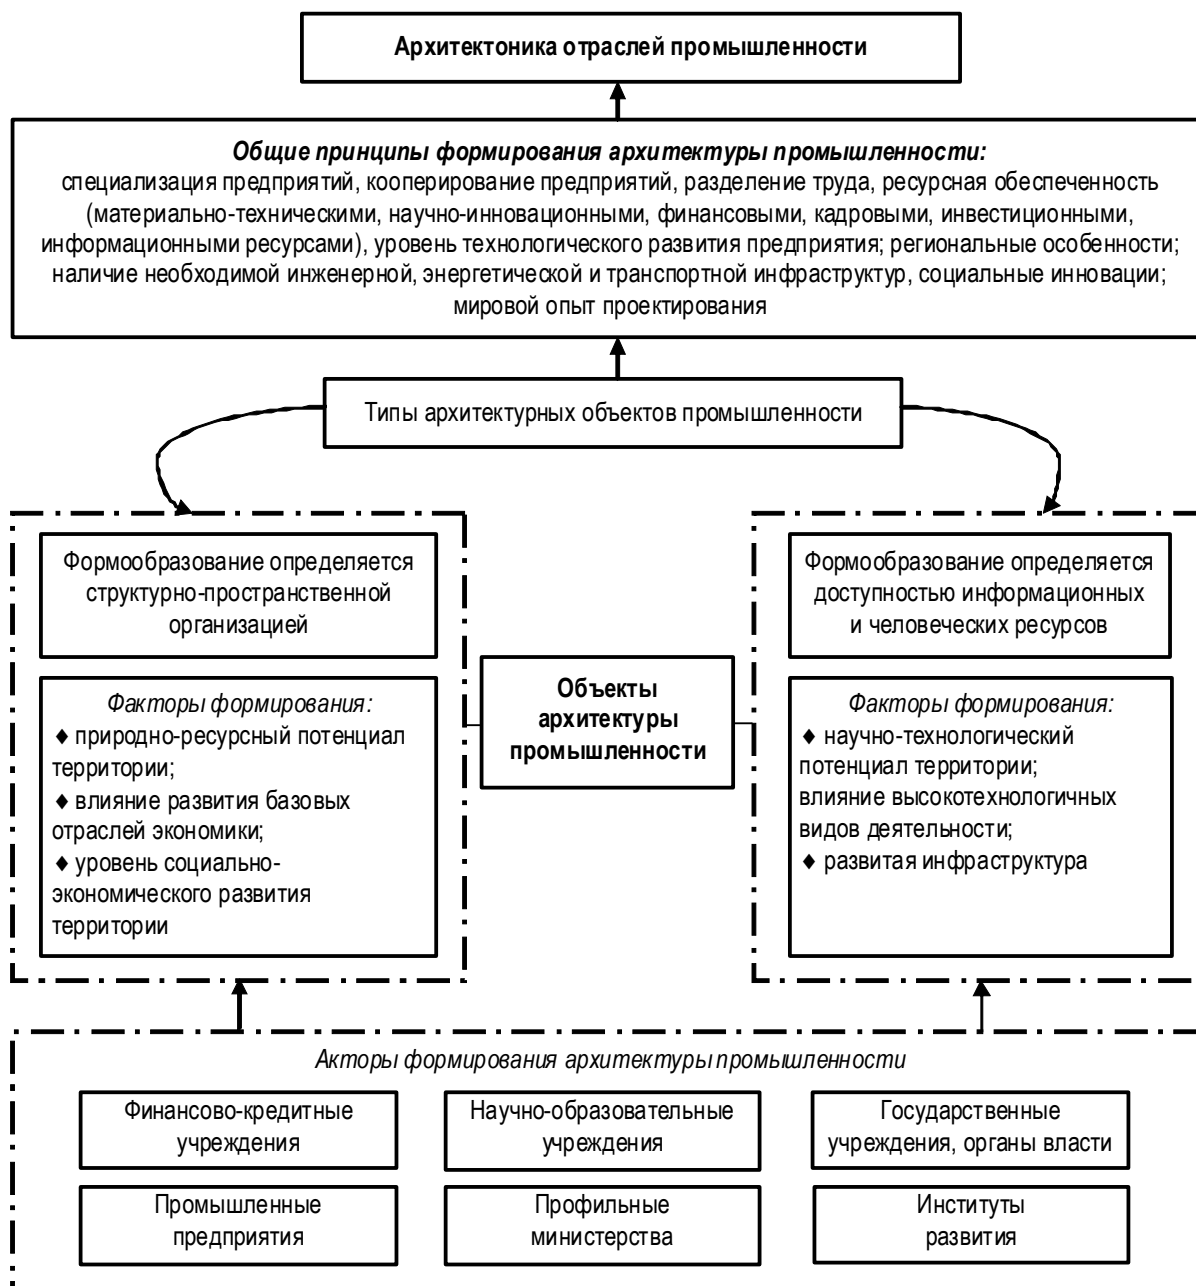 Архитектоника отраслей промышленности
Общие принципы формирования архитектуры промышленности:
специализация предприятий, кооперирование предприятий, разделение труда, ресурсная обеспеченность
(материально-техническими, научно-инновационными, финансовыми, кадровыми, инвестиционными,
информационными ресурсами), уровень технологического развития предприятия; региональные особенности;
наличие необходимой инженерной, энергетической и транспортной инфраструктур, социальные инновации;
мировой опыт проектирования
Типы архитектурных объектов промышленности
Формообразование определяется
структурно-пространственной
организацией
Факторы формирования:
♦ природно-ресурсный потенциал
территории;
♦ влияние развития базовых
отраслей экономики;
♦ уровень социально-
экономического развития
территории
Объекты
архитектуры
промышленности
Формообразование определяется
доступностью информационных
и человеческих ресурсов
Факторы формирования:
♦ научно-технологический
потенциал территории;
влияние высокотехнологичных
видов деятельности;
♦ развитая инфраструктура
Акторы формирования архитектуры промышленности
Финансово-кредитные
учреждения
Научно-образовательные
учреждения
Государственные
учреждения, органы власти
Промышленные
предприятия
Профильные
министерства
Институты
развития